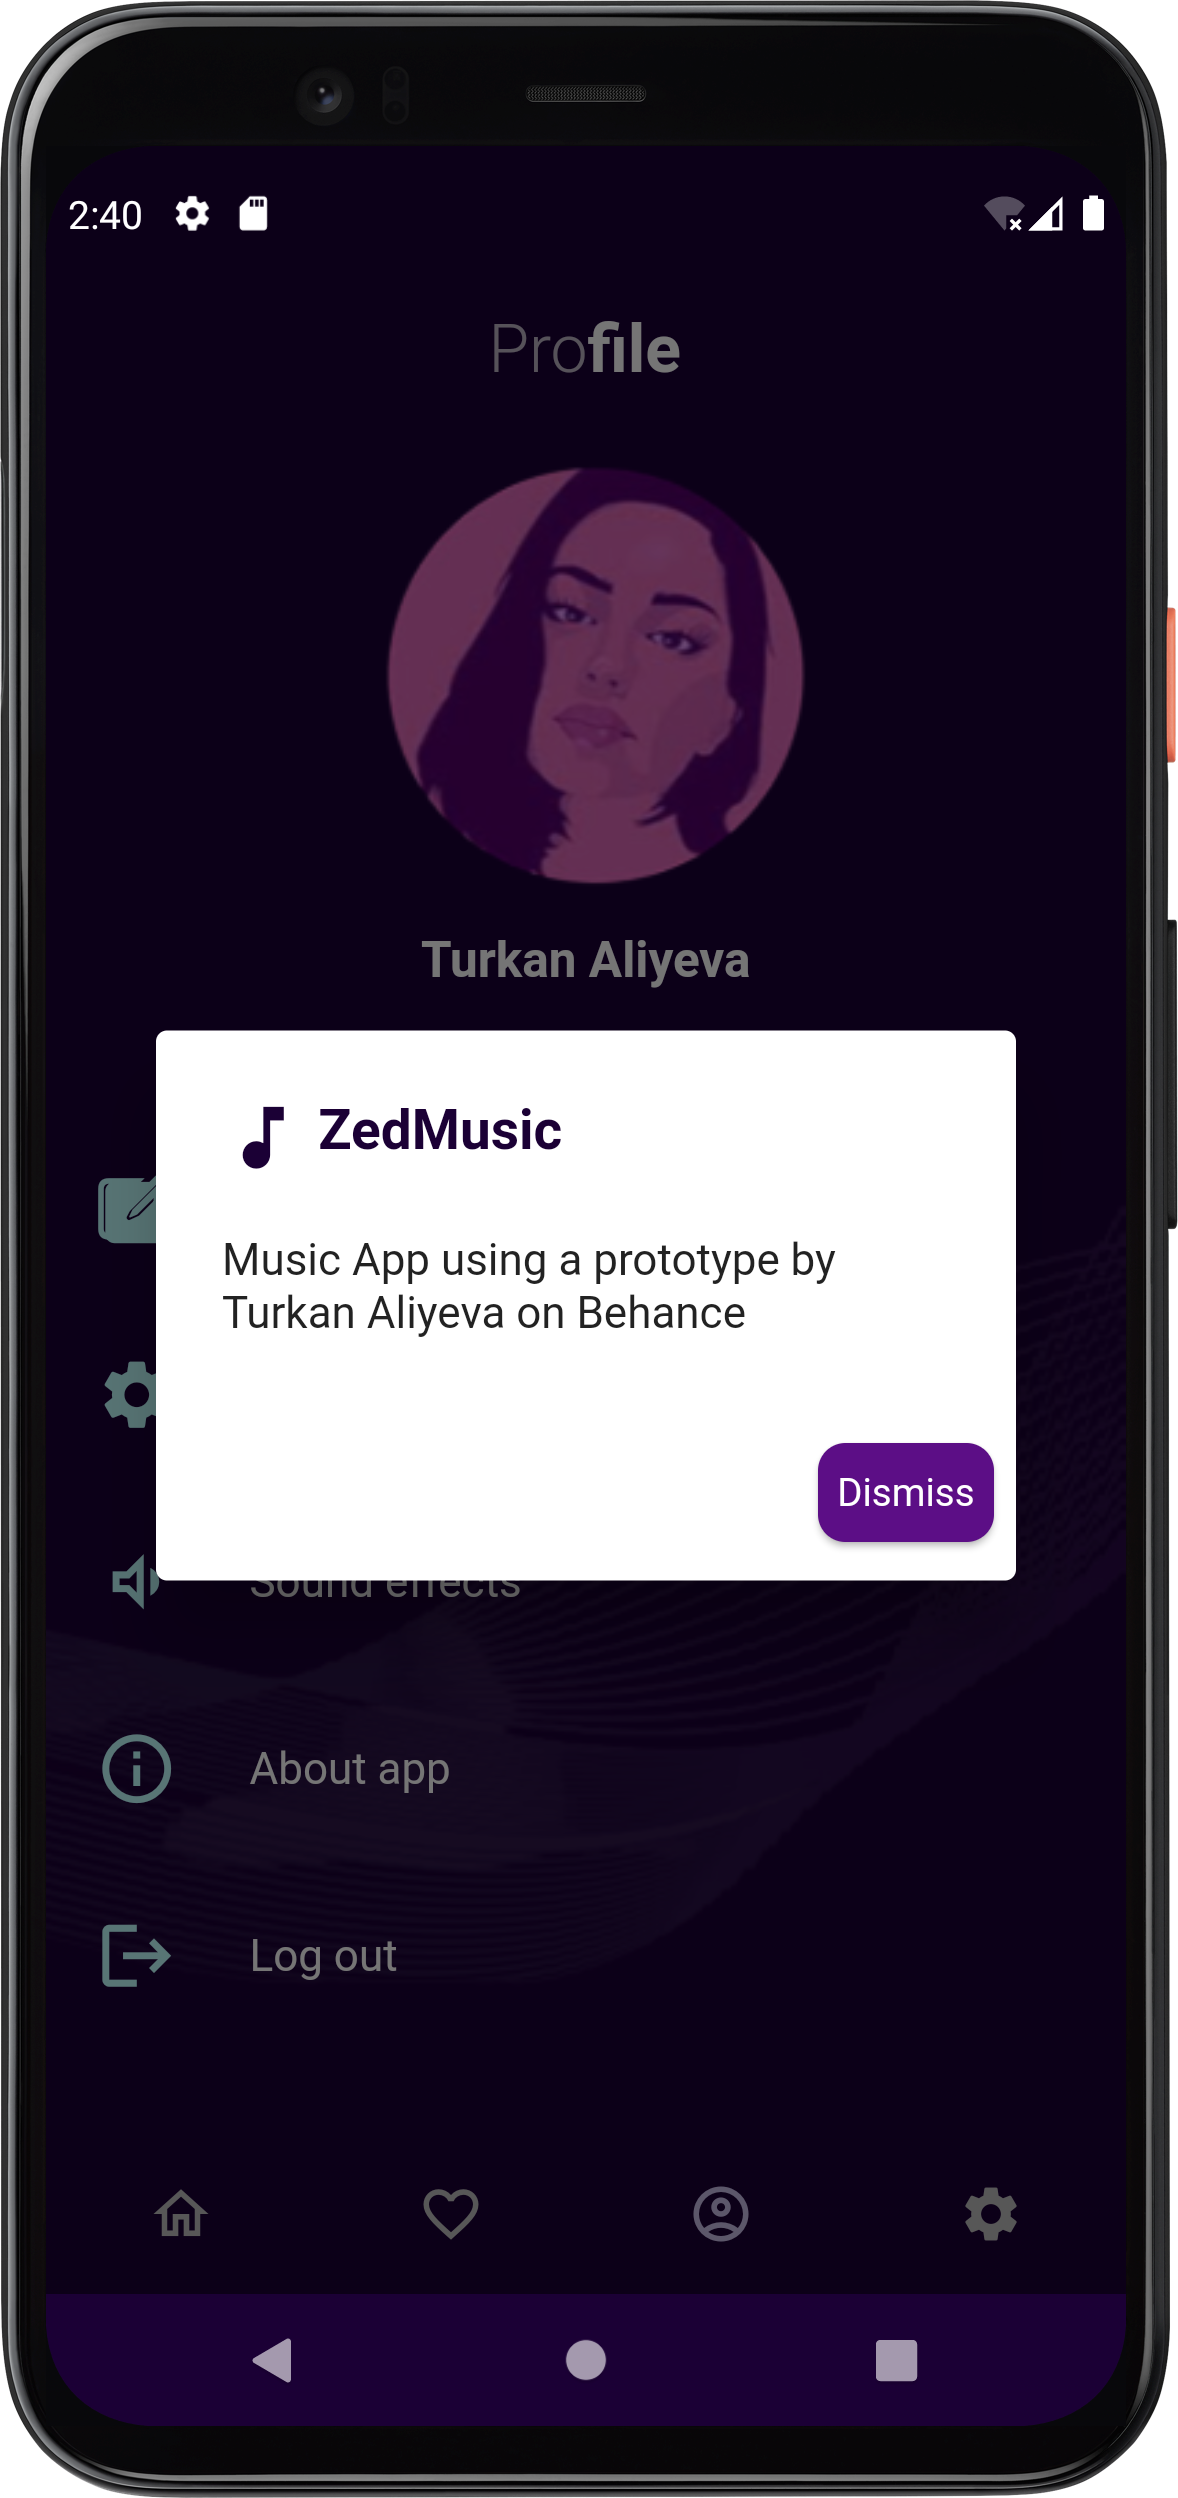 2:40
Profile
Turkan Aliyeva
ZedMusic
Music App using a prototype by
Turkan Aliyeva on Behance
Dismiss
Sound effects
About app
Log out